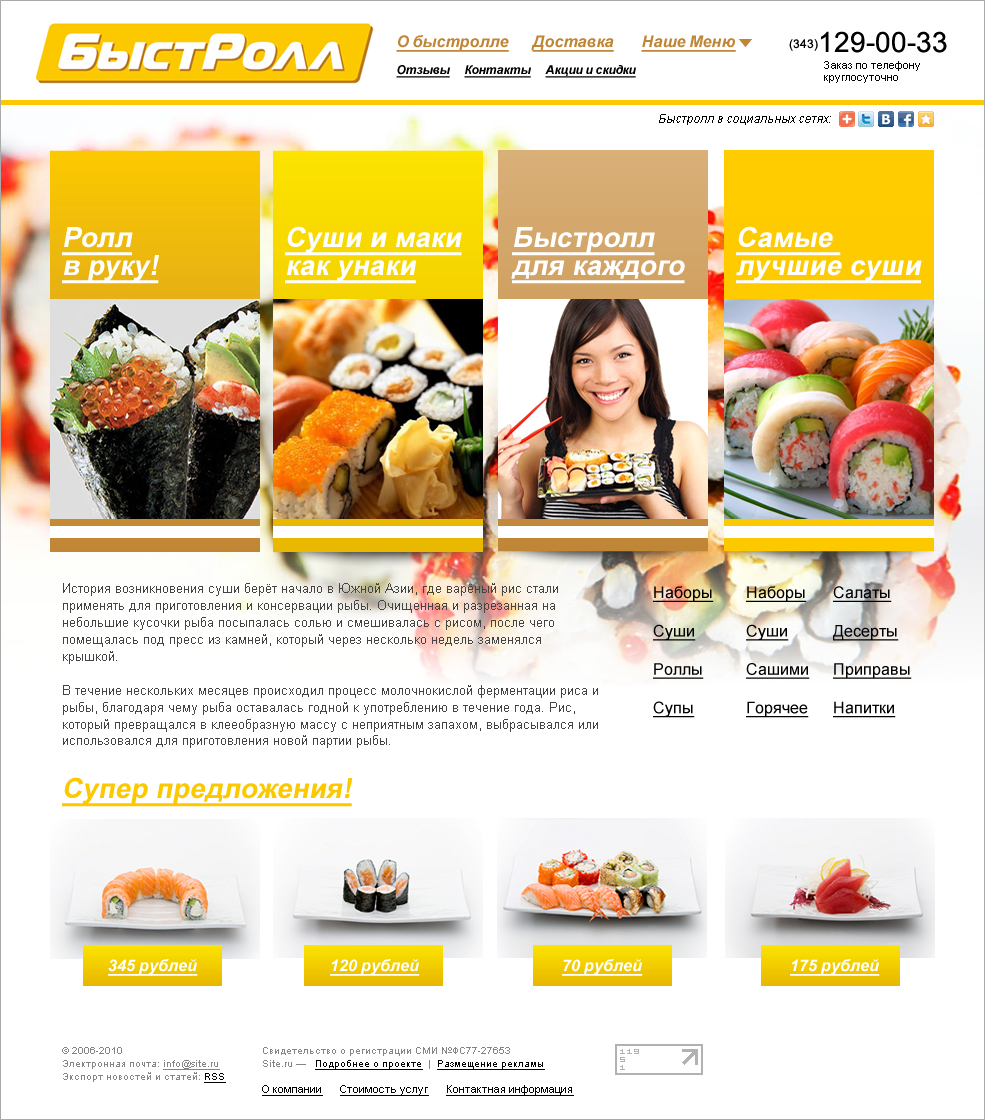 БыстРолл
О быстролле Доставка Наше Меню
Отзывы Контакты Акции и скидки
(343)129-00-33
Заказ по телефону
круглосуточно
Быстролл в социальных сетях:
Ролл
в руку!
Суши и маки
как унаки
Быстролл
для каждого
Самые
лучшие суши
История возникновения суши берёт начало в Южной Азии, где вареный рис стали
применять для приготовления и консервации рыбы. Очищенная и разрезанная на
небольшие кусочки рыба посыпалась солью и смешивалась с рисом, после чего
помещалась под пресс из камней, который через несколько недель заменялся
крышкой.
В течение нескольких месяцев происходил процесс молочнокислой ферментации риса и
рыбы, благодаря чему рыба оставалась годной к употреблению в течение года. Рис,
который превращался в клееобразную массу с неприятным запахом, выбрасывался или
использовался для приготовления новой партии рыбы.
Наборы Наборы Салаты
Суши Суши Десерты
Роллы Сашими Приправы
Супы Горячее Напитки
Супер предложения!
345 рублей
120 рублей
70 рублей
175 рублей
© 2006-2010
Электронная почта: info@site.ru
Экспорт новостей и статей: RSS
Свидетельство о регистрации СМИ №ФС77-27653
Site.ru — Подробнее о проекте | Размещение рекламы
О компании Стоимость услуг Контактная информация
119
5
1